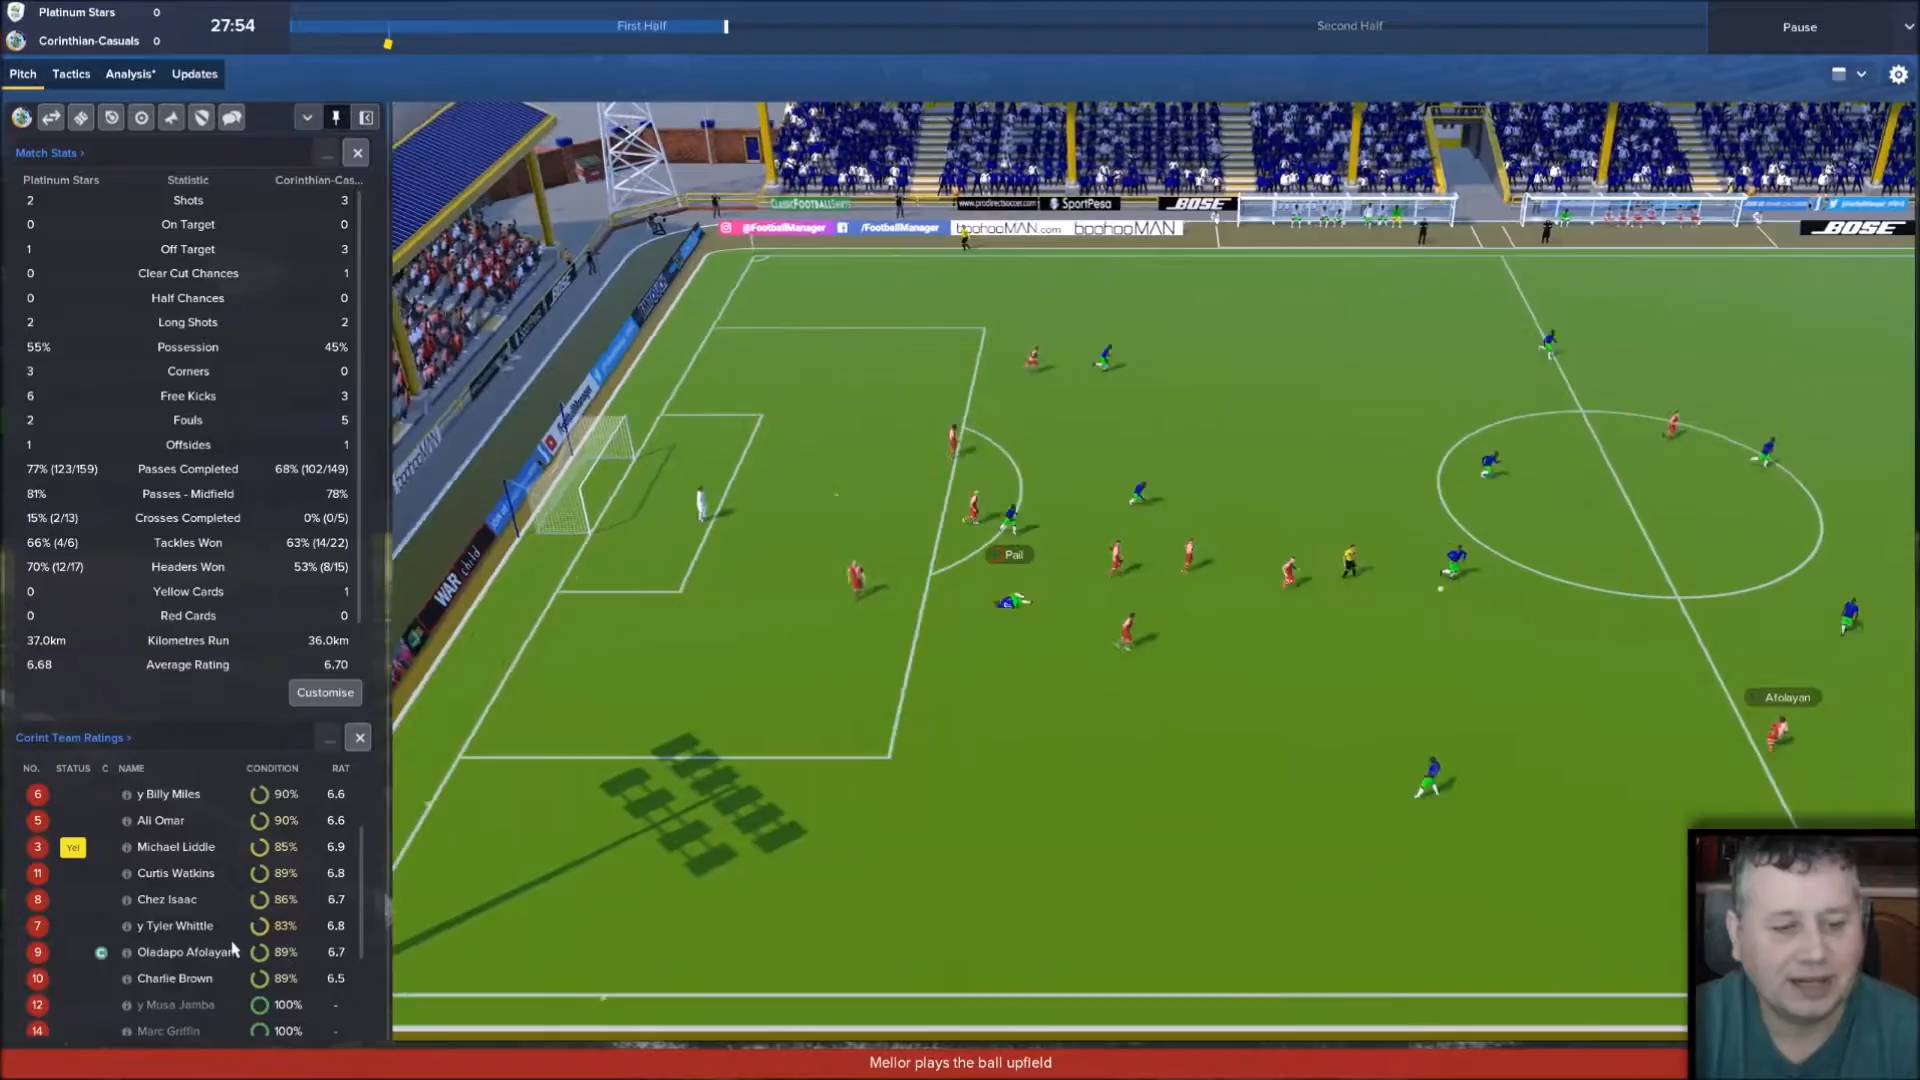 Platinum Stars 0
Corinthian-Casuals 0
27:54
First Half
Second Half
Pause
Pitch Tactics Analysis* Updates
Match Stats >
Platinum Stars Statistic Corinthian-Cas...
2 Shots 3
0 On Target 0
1 Off Target 3
0 Clear Cut Chances 1
0 Half Chances 0
2 Long Shots 2
55% Possession 45%
3 Corners 0
6 Free Kicks 3
2 Fouls 5
1 Offsides 1
77% (123/159) Passes Completed 68% (102/149)
81% Passes - Midfield 78%
15% (2/13) Crosses Completed 0% (0/5)
66% (4/6) Tackles Won 63% (14/22)
70% (12/17) Headers Won 53% (8/15)
0 Yellow Cards 1
0 Red Cards 0
37.0km Kilometres Run 36.0km
6.68 Average Rating 6.70
Customise
Corint Team Ratings >
NO. STATUS C NAME CONDITION RAT
6 y Billy Miles 90% 6.6
5 Ali Omar 90% 6.6
3 Yel Michael Liddle 85% 6.9
11 Curtis Watkins 89% 6.8
8 Chez Isaac 86% 6.7
7 y Tyler Whittle 83% 6.8
9 C Oladapo Afolayan 89% 6.7
10 Charlie Brown 89% 6.5
12 y Musa Jamba 100% -
14 Marc Griffin 100% -
CLASSICFOOTBALLSHIRTS
www.prodirectsoccer.com
SportPesa
BOSE
@FootballManager
/FootballManager
boohooMAN.com
boohooMAN
BOSE
boohooMAN
WAR child
Pail
Afolayan
Mellor plays the ball upfield